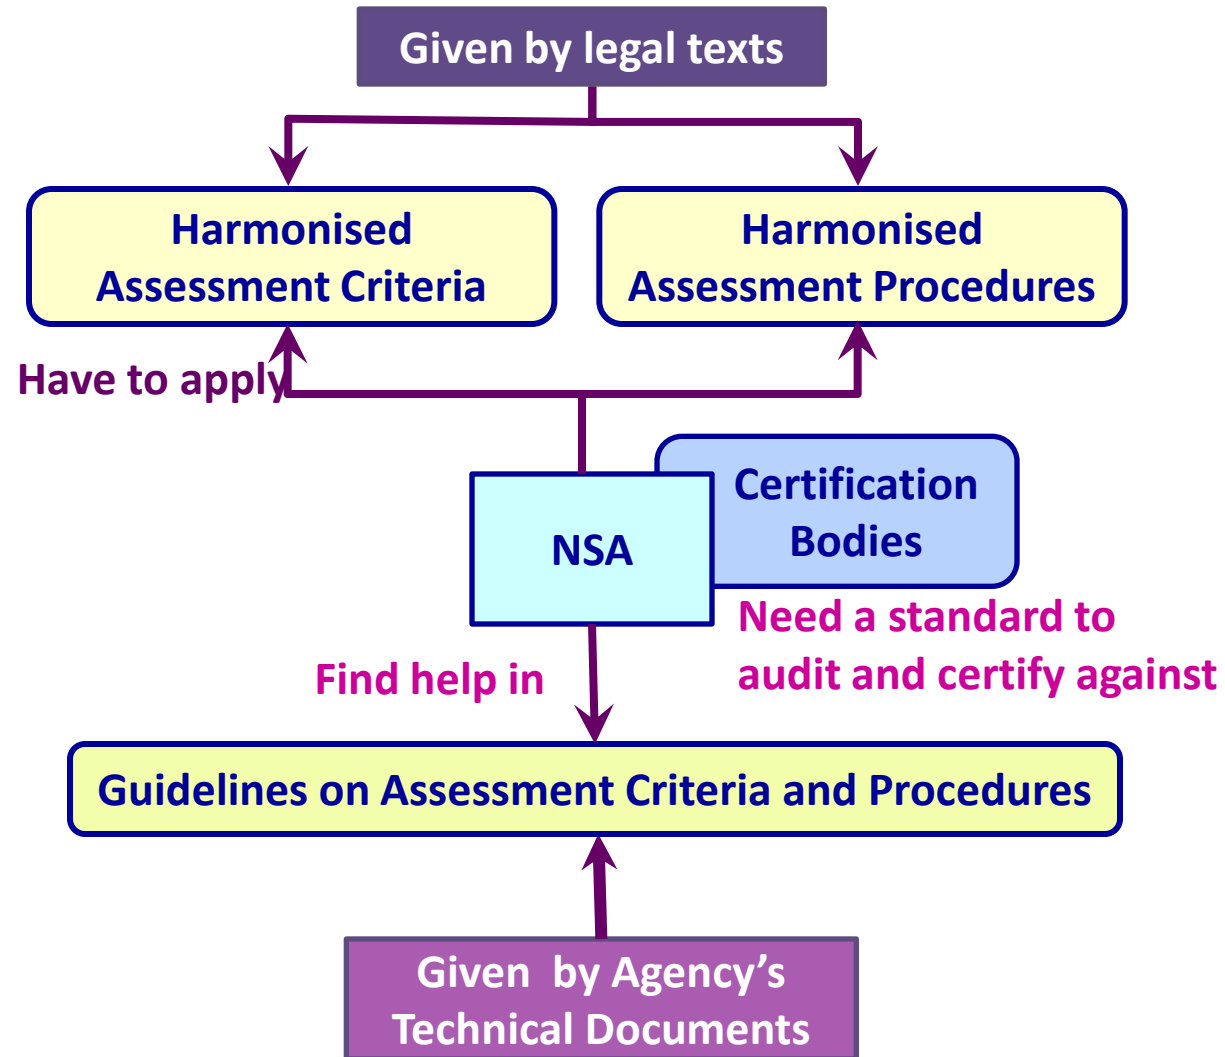 Given by legal texts
Harmonised
Assessment Criteria
Harmonised
Assessment Procedures
Have to apply
Certification
Bodies
NSA
Need a standard to
audit and certify against
Find help in
Guidelines on Assessment Criteria and Procedures
Given  by Agency’s
Technical Documents